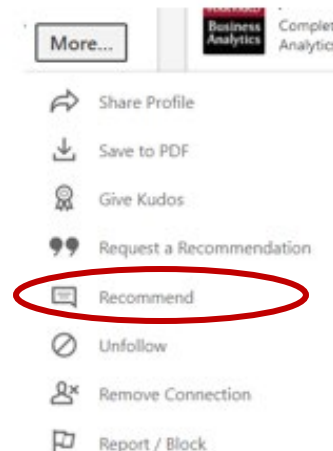 More...
Business
Analytics
Complet
Analytics
Share Profile
Save to PDF
Give Kudos
Request a Recommendation
Recommend
Unfollow
Remove Connection
Report / Block